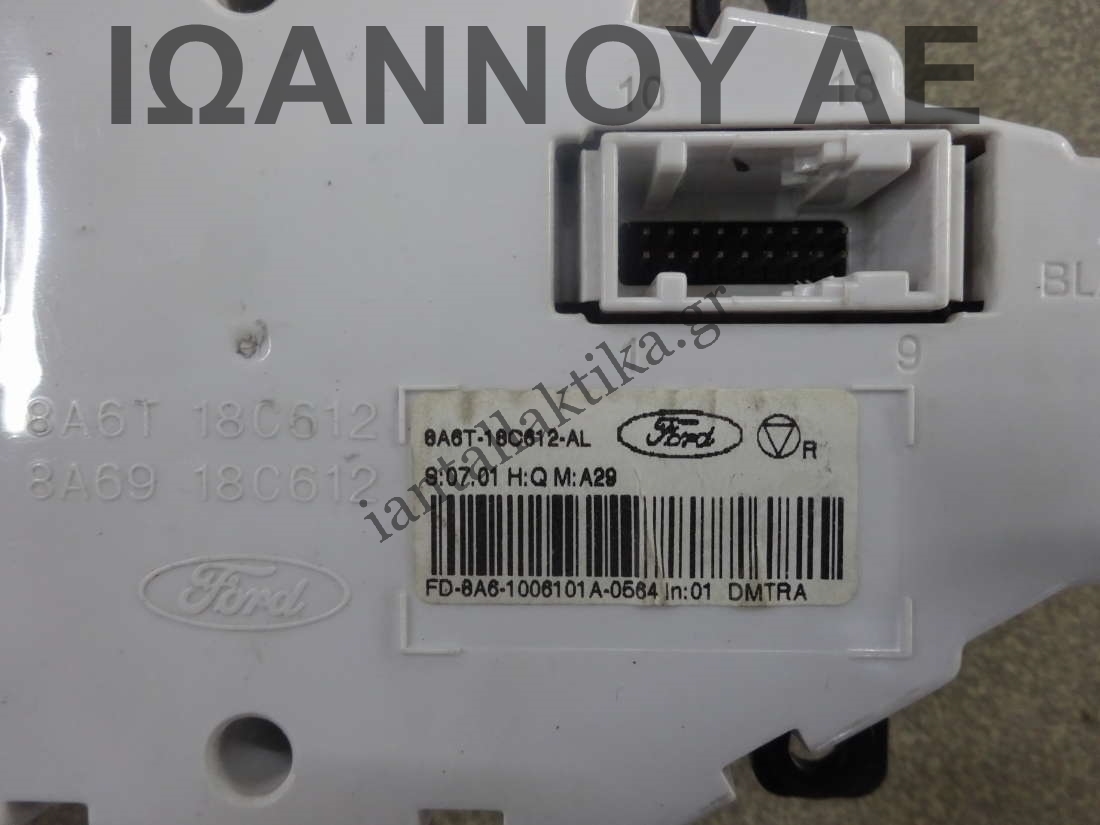 ΙΩΑΝΝΟΥ ΑΕ
10 18
BL
1 9
8A6T 18C612
8A69 18C612
Ford
8A6T-18C612-AL Ford R
S:07.01 H:Q M:A29
FD-8A6-1006101A-0564 In:01 DMTRA
iantallaktika.gr